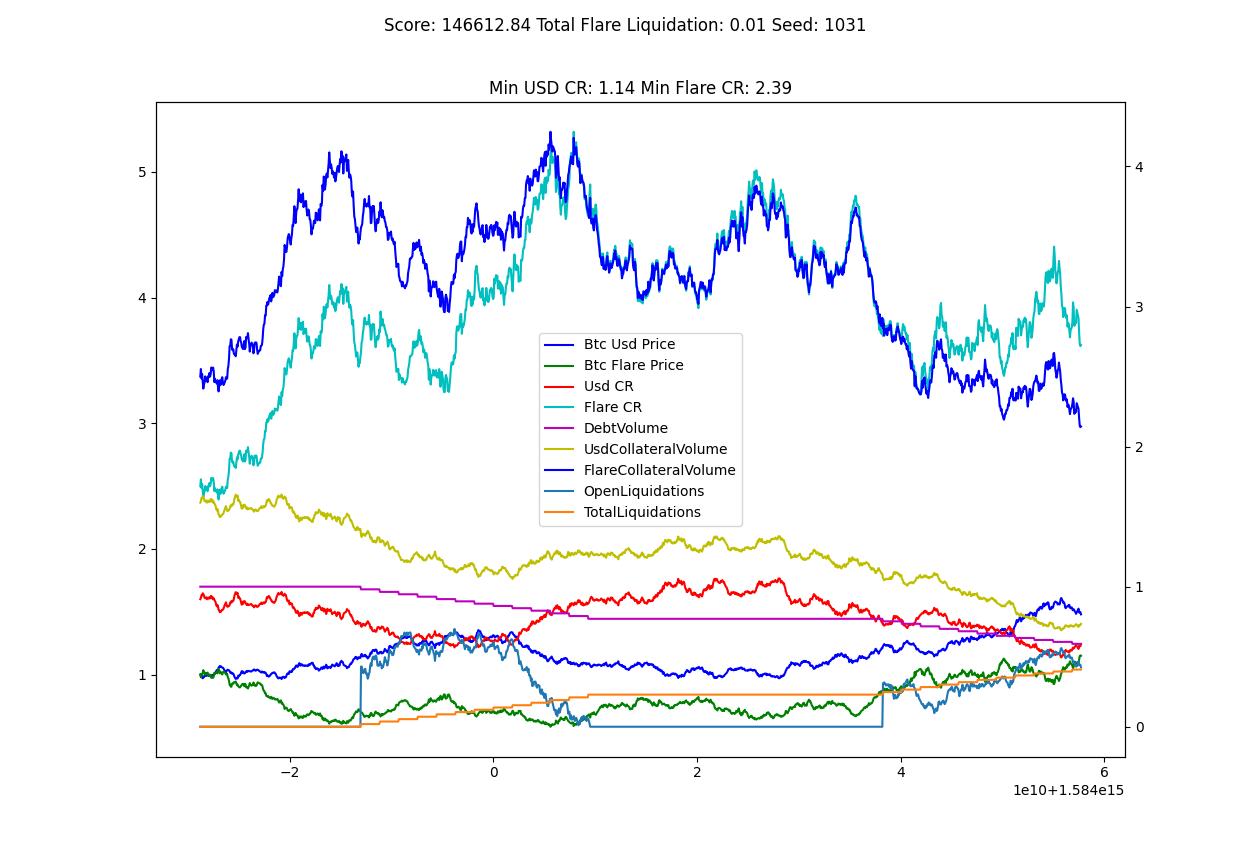 Score: 146612.84 Total Flare Liquidation: 0.01 Seed: 1031
Min USD CR: 1.14 Min Flare CR: 2.39
5
4
3
2
1
4
3
2
1
0
Btc Usd Price
Btc Flare Price
Usd CR
Flare CR
DebtVolume
UsdCollateralVolume
FlareCollateralVolume
OpenLiquidations
TotalLiquidations
−2 0 2 4 6
1e10+1.584e15